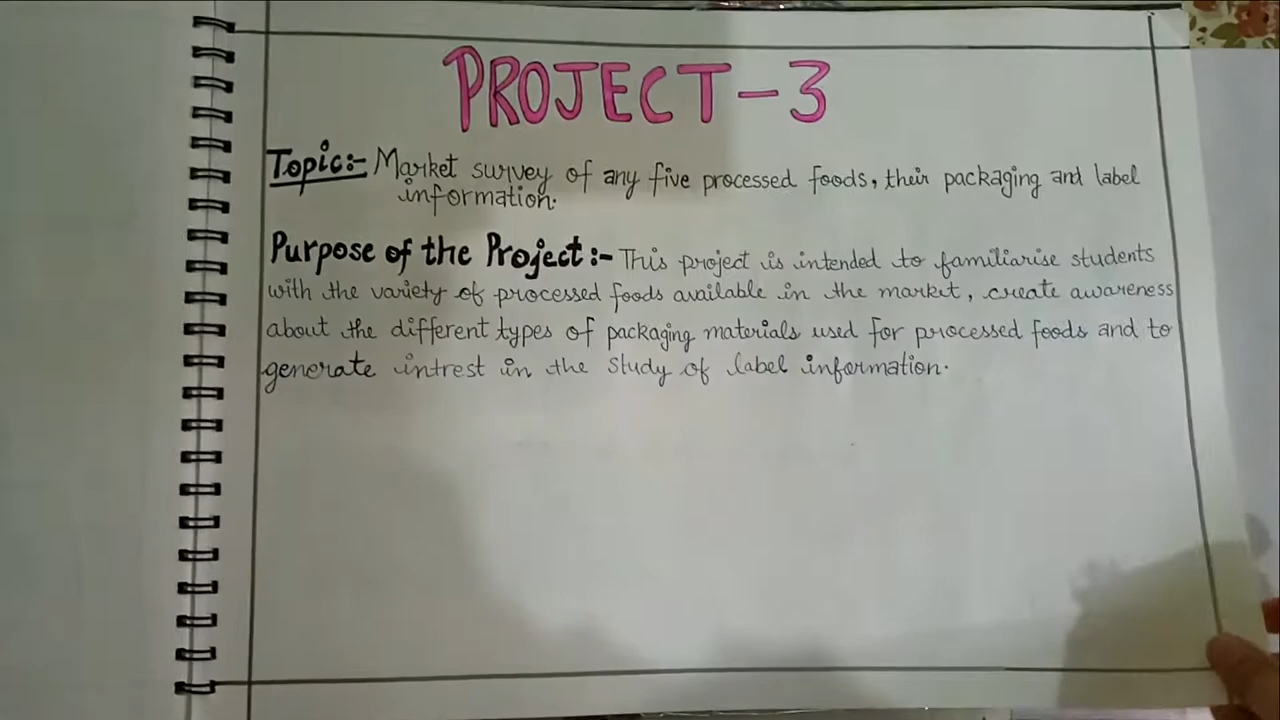 PROJECT-3
Topic:- Market survey of any five processed foods, their packaging and label
information.
Purpose of the Project:- This project is intended to familiarise students
with the variety of processed foods available in the market, create awareness
about the different types of packaging materials used for processed foods and to
generate intrest in the study of label information.